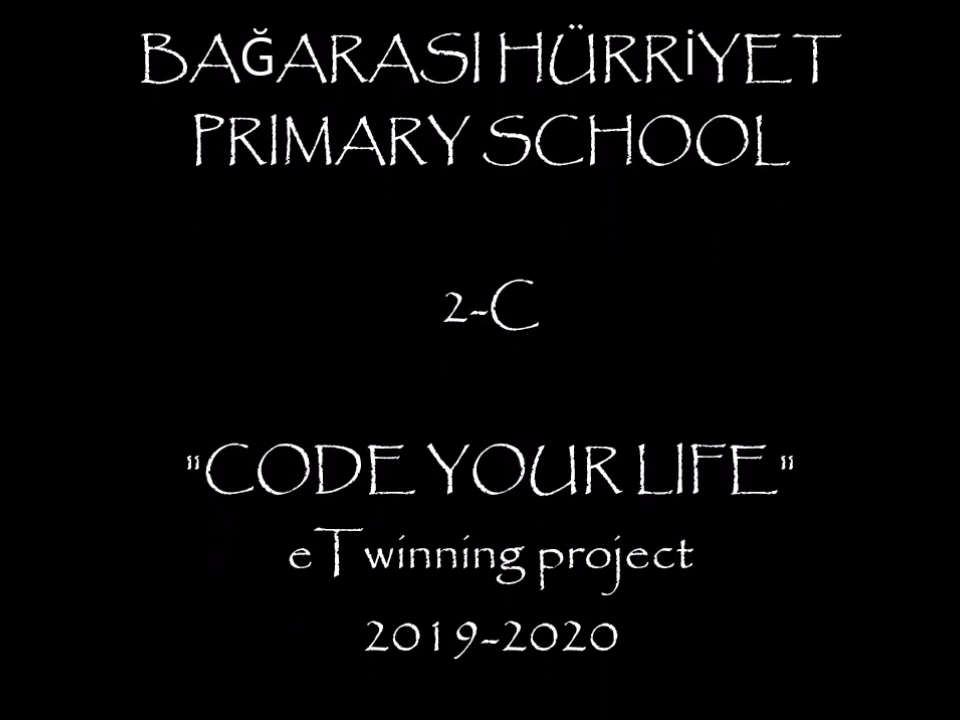 BAĞARASI HÜRRİYET
PRIMARY SCHOOL
2-C
"CODE YOUR LIFE"
eTwinning project
2019-2020